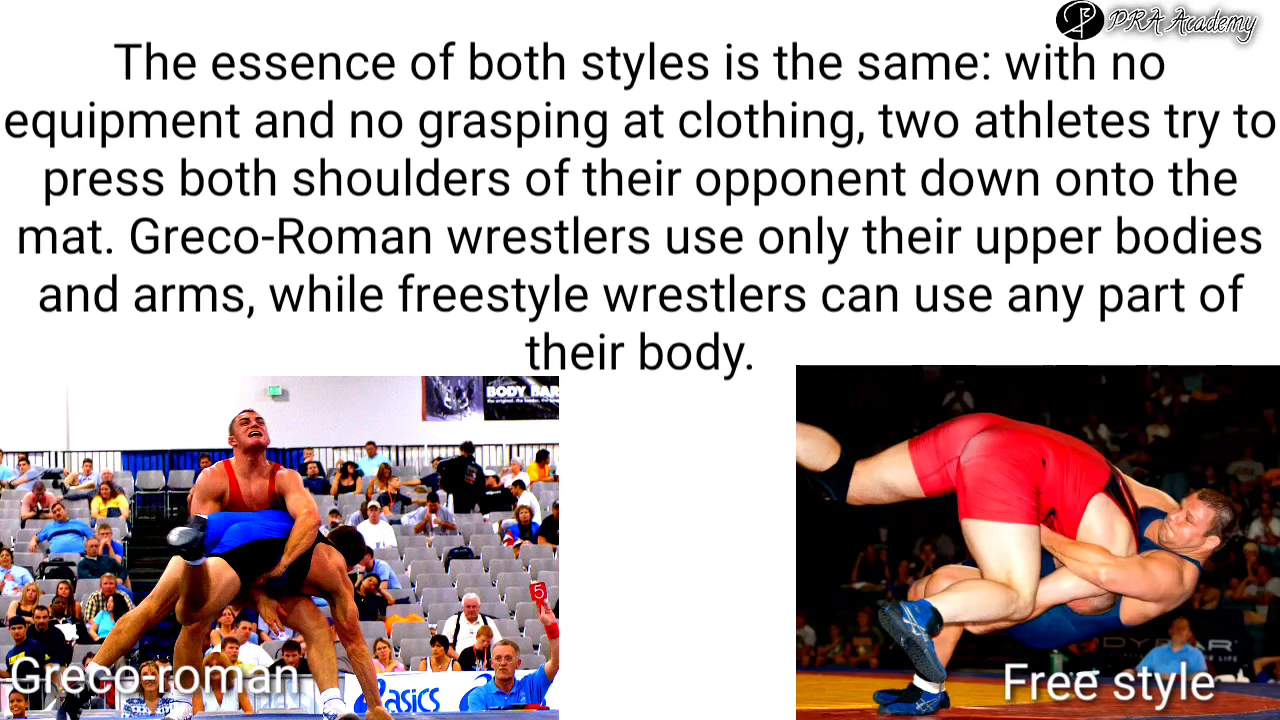 PRA Academy
The essence of both styles is the same: with no
equipment and no grasping at clothing, two athletes try to
press both shoulders of their opponent down onto the
mat. Greco-Roman wrestlers use only their upper bodies
and arms, while freestyle wrestlers can use any part of
their body.
BODY BAR
5
asics
Greco-roman
Free style